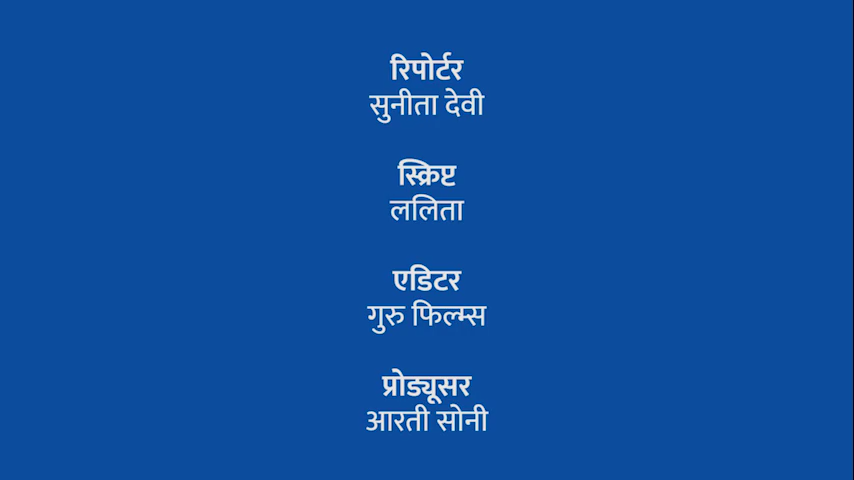 रिपोर्टर
सुनीता देवी
स्क्रिप्ट
ललिता
एडिटर
गुरु फिल्म्स
प्रोड्यूसर
आरती सोनी